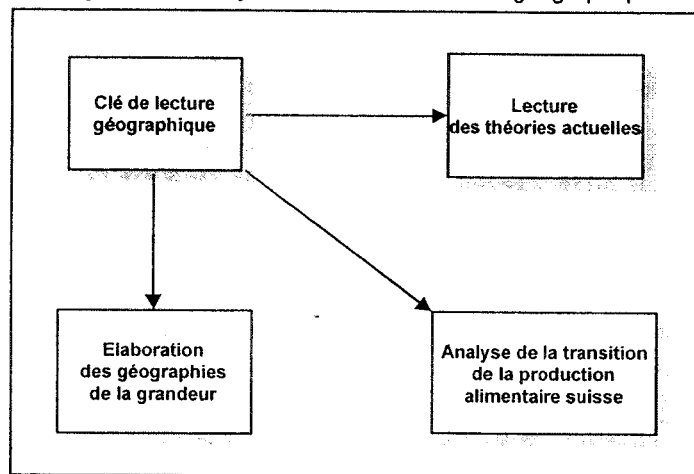 Clé de lecture
géographique
Lecture
des théories actuelles
Elaboration
des géographies
de la grandeur
Analyse de la transition
de la production
alimentaire suisse